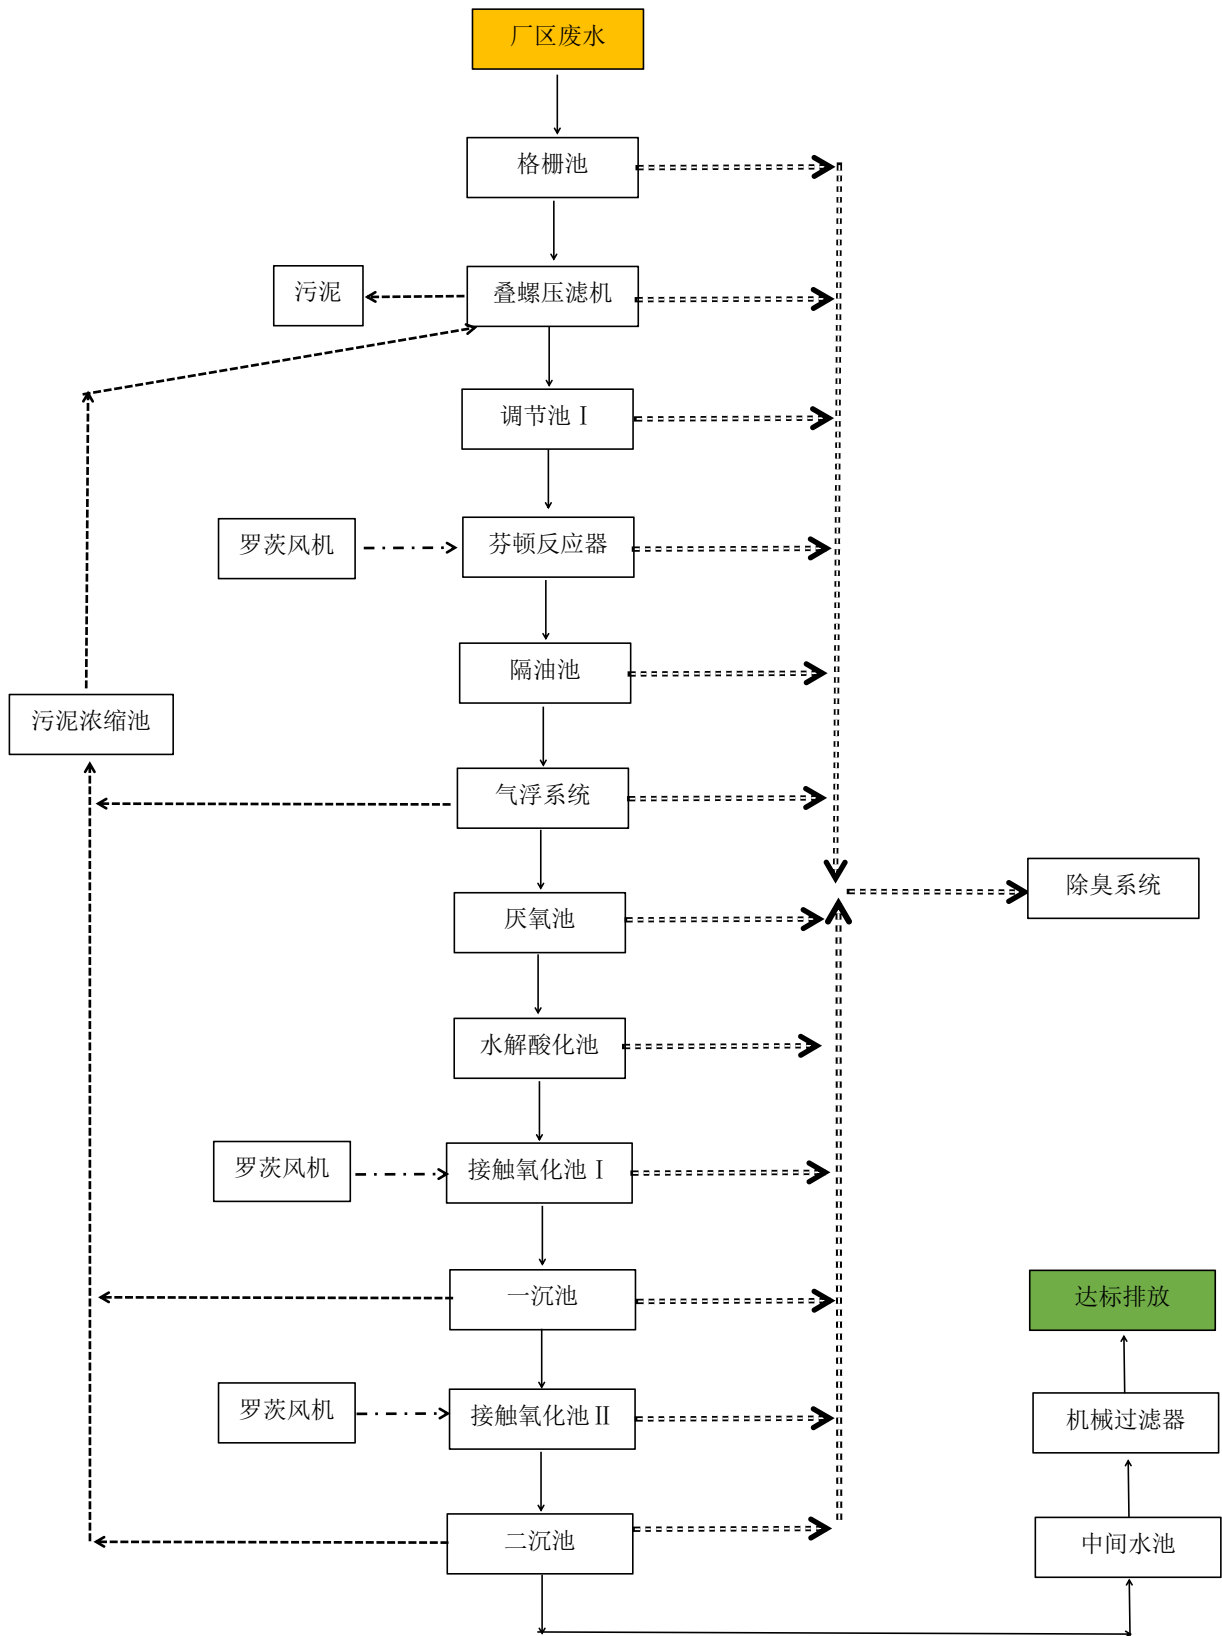 厂区废水
格栅池
污泥
叠螺压滤机
调节池Ⅰ
罗茨风机
芬顿反应器
隔油池
污泥浓缩池
气浮系统
除臭系统
厌氧池
水解酸化池
罗茨风机
接触氧化池Ⅰ
一沉池
达标排放
罗茨风机
接触氧化池Ⅱ
机械过滤器
二沉池
中间水池